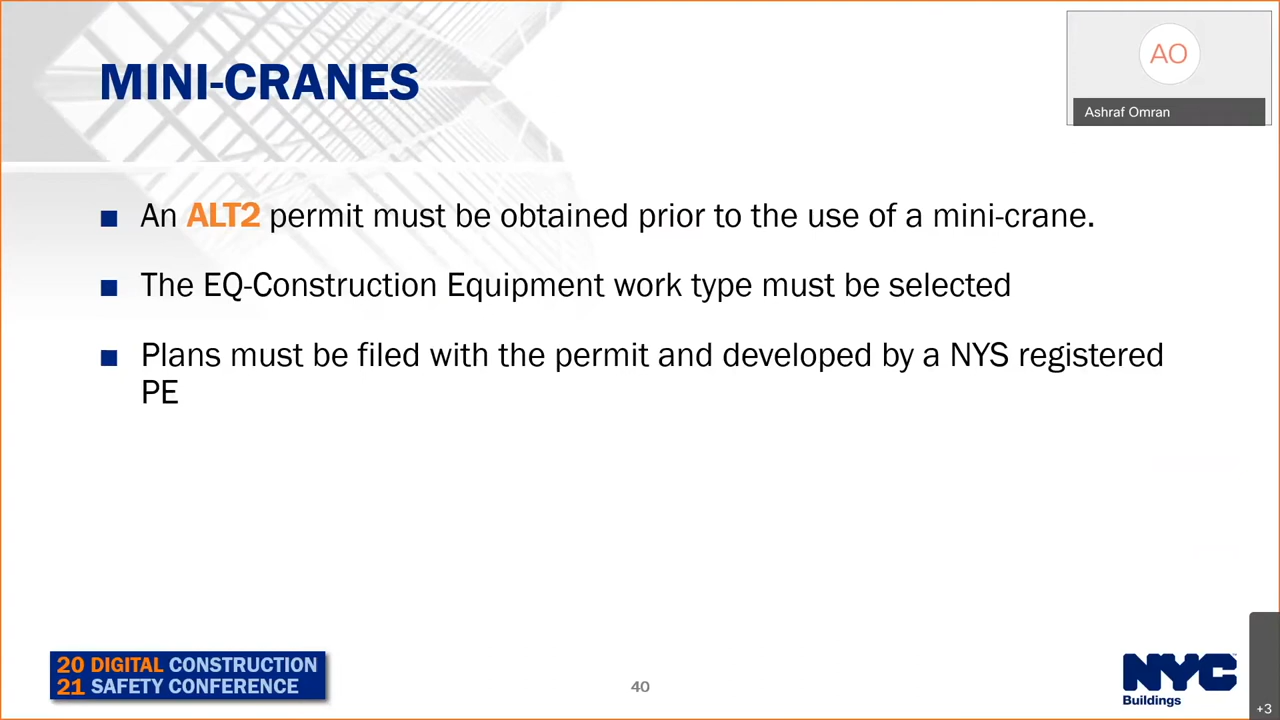 MINI-CRANES
AO
Ashraf Omran
■ An ALT2 permit must be obtained prior to the use of a mini-crane.
■ The EQ-Construction Equipment work type must be selected
■ Plans must be filed with the permit and developed by a NYS registered
PE
20 DIGITAL CONSTRUCTION
21 SAFETY CONFERENCE
40
NYC
Buildings
+3